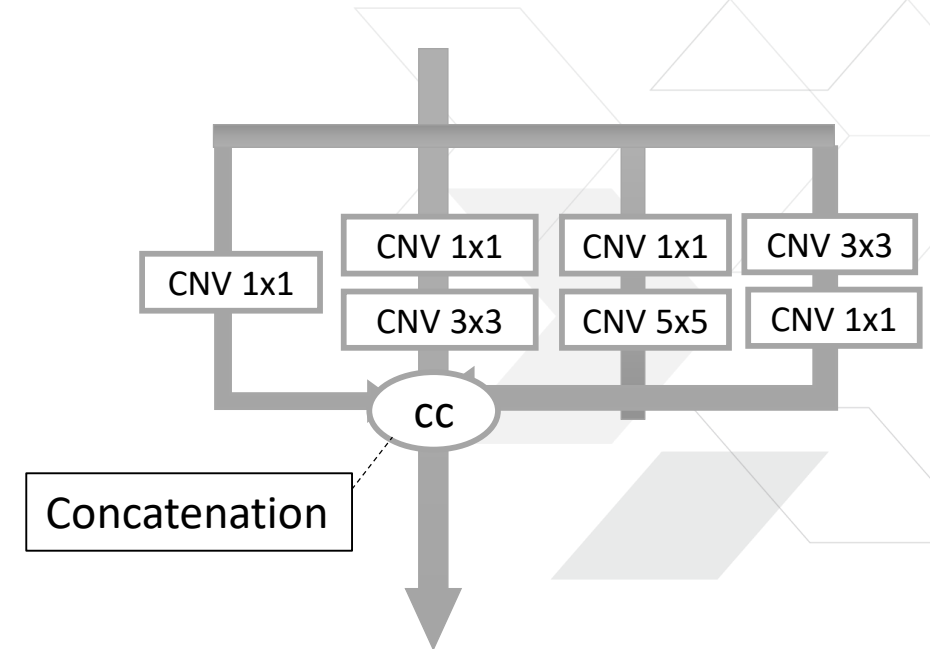 CNV 1x1
CNV 1x1
CNV 3x3
CNV 1x1
CNV 5x5
CNV 3x3
CNV 1x1
cc
Concatenation